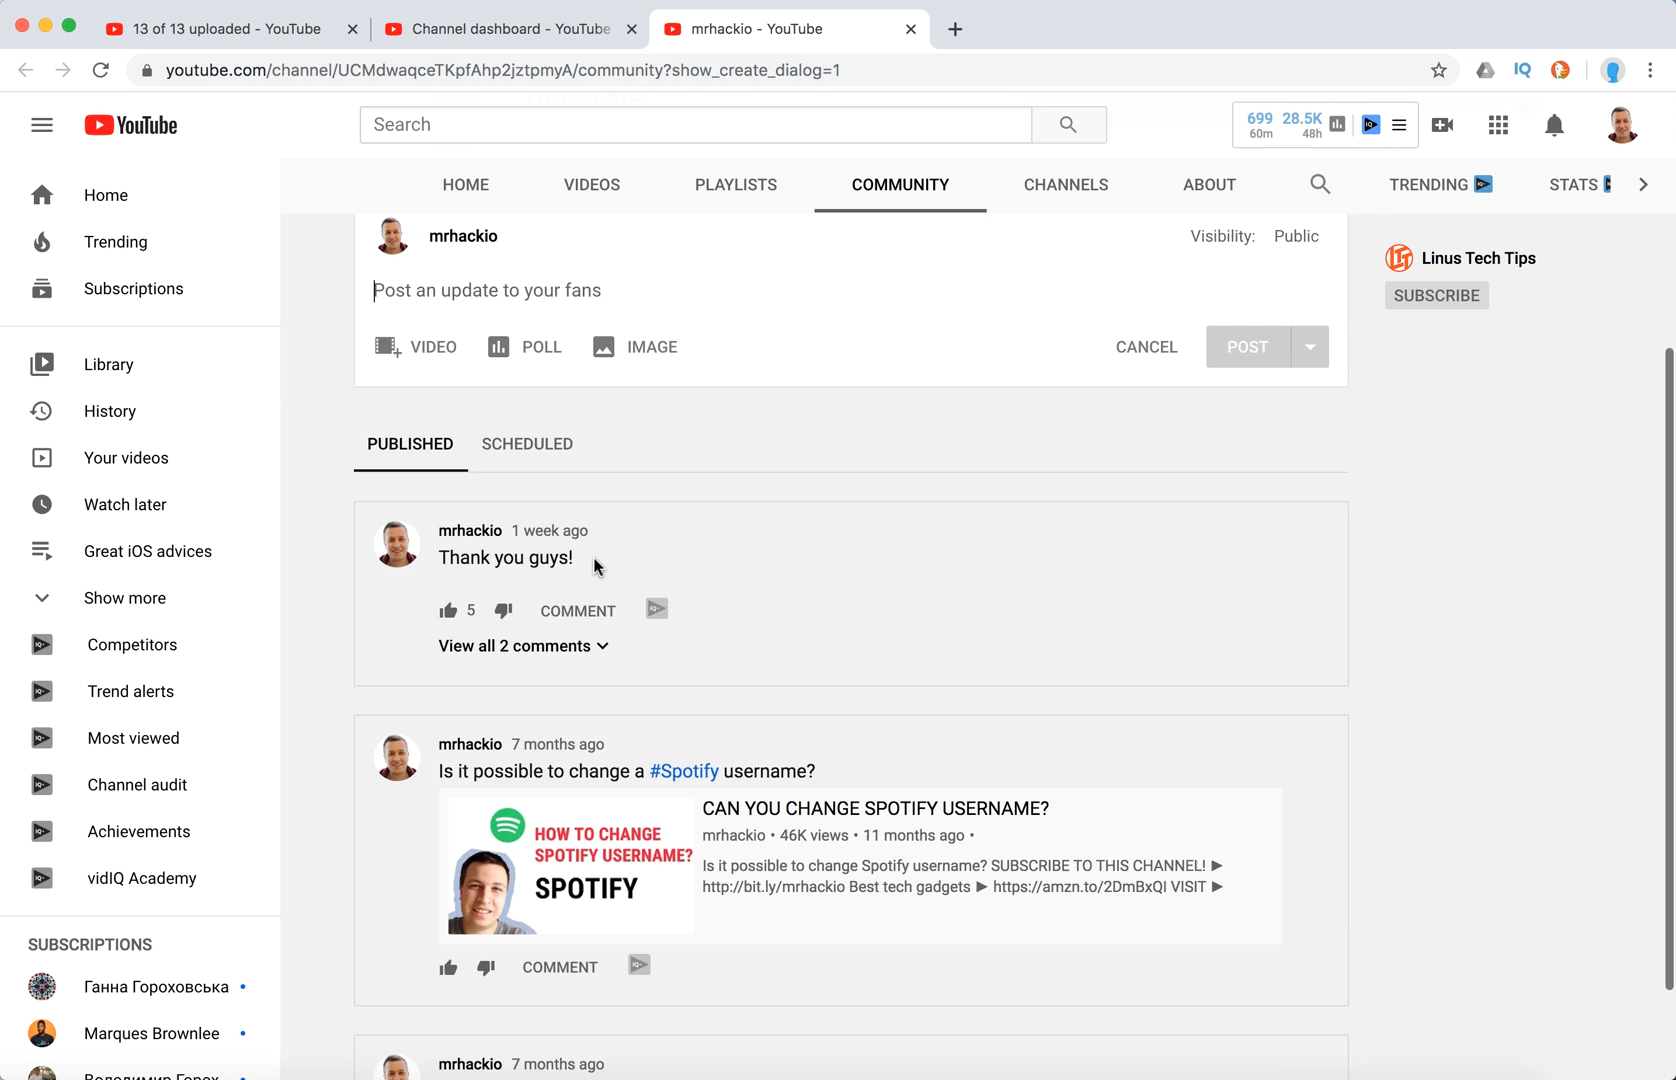 13 of 13 uploaded - YouTube
Channel dashboard - YouTube
mrhackio - YouTube
youtube.com/channel/UCMdwaqceTKpfAhp2jztpmyA/community?show_create_dialog=1
IQ
YouTube
Search
699 28.5K
60m 48h
HOME VIDEOS PLAYLISTS COMMUNITY CHANNELS ABOUT TRENDING STATS
Home
Trending
Subscriptions
Library
History
Your videos
Watch later
Great iOS advices
Show more
Competitors
Trend alerts
Most viewed
Channel audit
Achievements
vidIQ Academy
SUBSCRIPTIONS
Ганна Гороховська
Marques Brownlee
mrhackio
Visibility: Public
Post an update to your fans
VIDEO POLL IMAGE
CANCEL POST
PUBLISHED SCHEDULED
mrhackio 1 week ago
Thank you guys!
5 COMMENT
View all 2 comments
mrhackio 7 months ago
Is it possible to change a #Spotify username?
HOW TO CHANGE
SPOTIFY USERNAME?
SPOTIFY
CAN YOU CHANGE SPOTIFY USERNAME?
mrhackio • 46K views • 11 months ago •
Is it possible to change Spotify username? SUBSCRIBE TO THIS CHANNEL! ►
http://bit.ly/mrhackio Best tech gadgets ► https://amzn.to/2DmBxQI VISIT ►
COMMENT
mrhackio 7 months ago
Linus Tech Tips
SUBSCRIBE